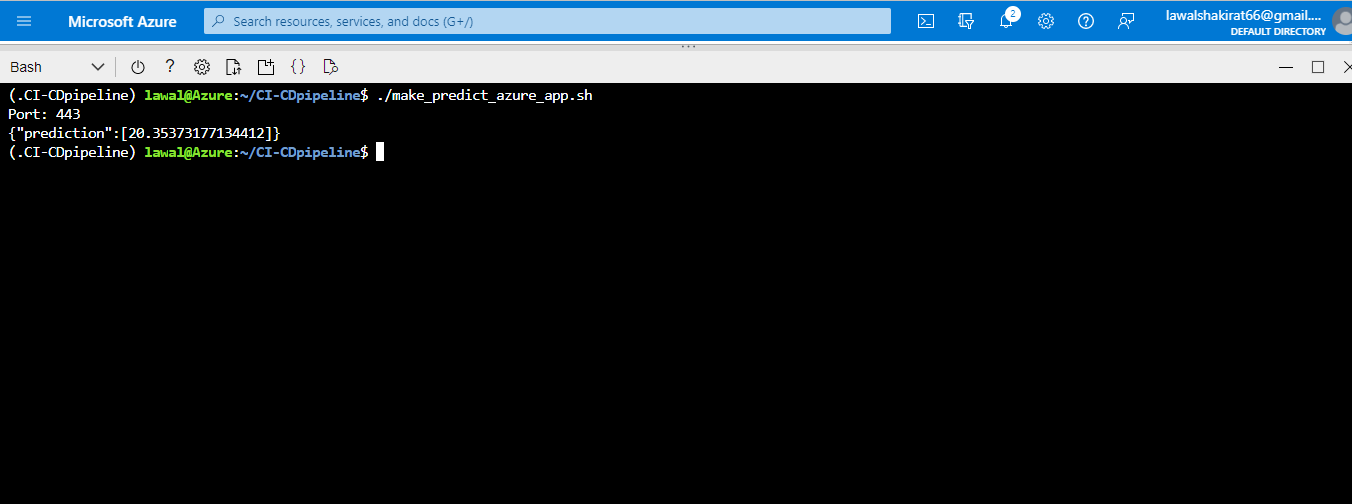 Microsoft Azure
Search resources, services, and docs (G+/)
2
lawalshakirat66@gmail....
DEFAULT DIRECTORY
Bash
(.CI-CDpipeline) lawal@Azure:~/CI-CDpipeline$ ./make_predict_azure_app.sh
Port: 443
{"prediction":[20.35373177134412]}
(.CI-CDpipeline) lawal@Azure:~/CI-CDpipeline$